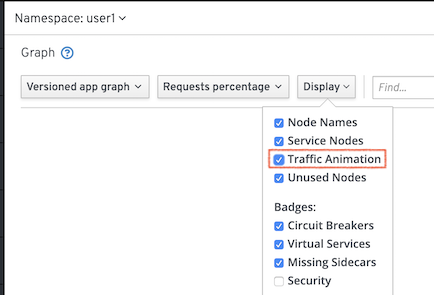 Namespace: user1
Graph
Versioned app graph Requests percentage Display Find...
Node Names
Service Nodes
Traffic Animation
Unused Nodes
Badges:
Circuit Breakers
Virtual Services
Missing Sidecars
Security